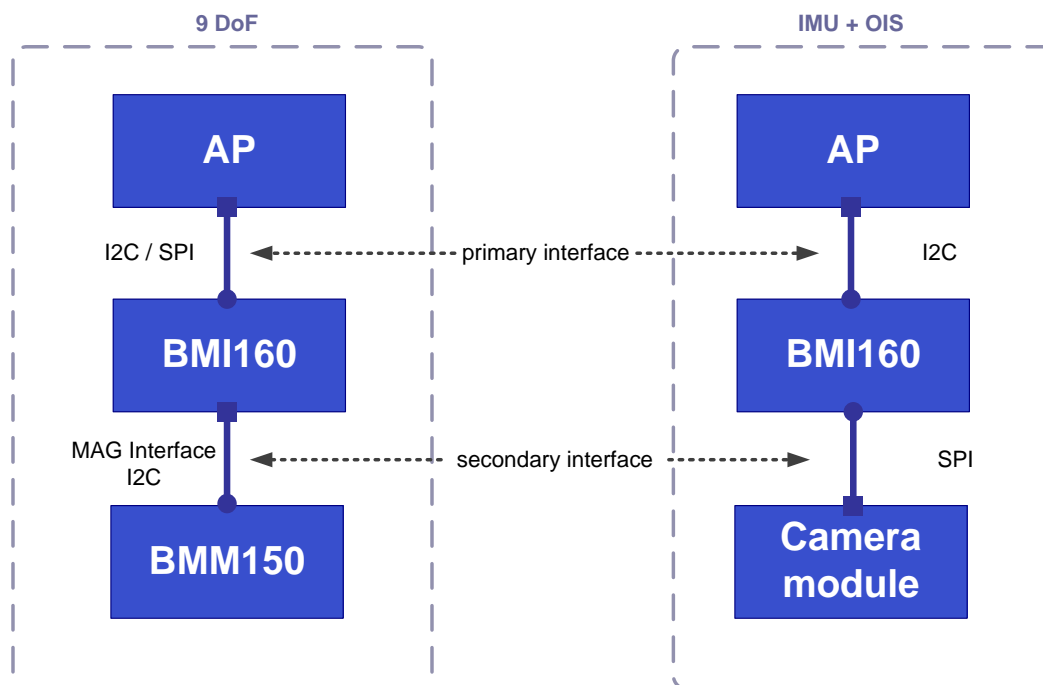 9 DoF
IMU + OIS
AP
AP
I2C / SPI
primary interface
I2C
BMI160
BMI160
MAG Interface
I2C
secondary interface
SPI
BMM150
Camera
module